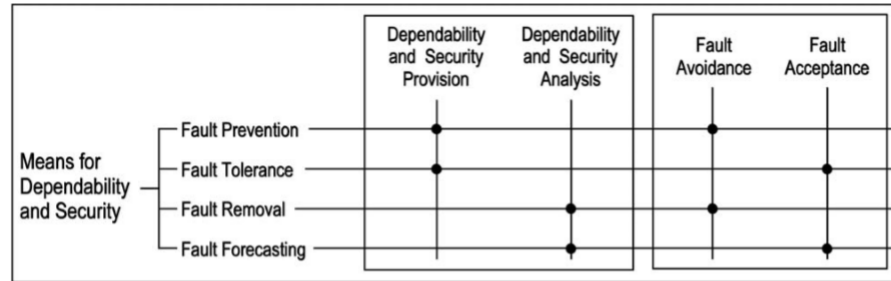 Dependability
and Security
Provision
Dependability
and Security
Analysis
Fault
Avoidance
Fault
Acceptance
Means for
Dependability
and Security
Fault Prevention
Fault Tolerance
Fault Removal
Fault Forecasting